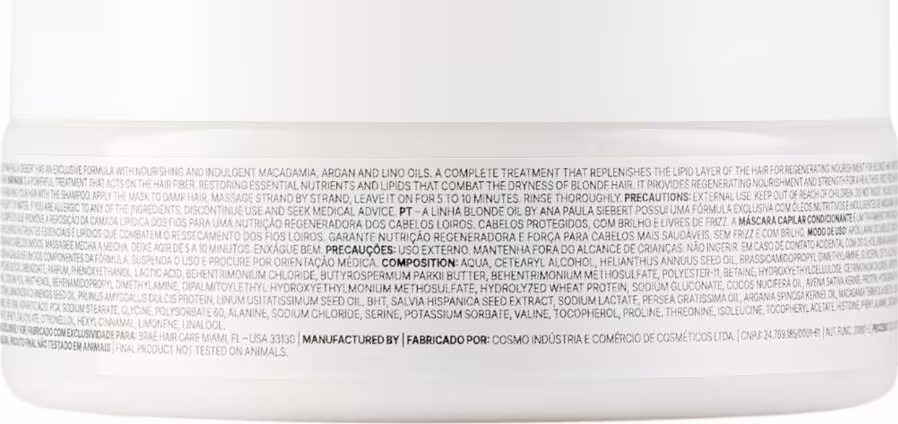 HAS AN EXCLUSIVE FORMULA WITH NOURISHING AND INDULGENT MACADAMIA, ARGAN AND LINO OILS. A COMPLETE TREATMENT THAT REPLENISHES THE LIPID LAYER OF THE HAIR FOR REGENERATING NOURISHMENT FOR
IS A POWERFUL TREATMENT THAT ACTS ON THE HAIR FIBER, RESTORING ESSENTIAL NUTRIENTS AND LIPIDS THAT COMBAT THE DRYNESS OF BLONDE HAIR. IT PROVIDES REGENERATING NOURISHMENT AND STRENGTH FOR
HAIR WITH THE SHAMPOO, APPLY THE MASK TO DAMP HAIR, MASSAGE STRAND BY STRAND, LEAVE IT ON FOR 5 TO 10 MINUTES. RINSE THOROUGHLY. PRECAUTIONS: EXTERNAL USE. KEEP OUT OF REACH OF CHILDREN. DO NOT
IF YOU ARE ALLERGIC TO ANY OF THE INGREDIENTS, DISCONTINUE USE AND SEEK MEDICAL ADVICE. PT – A LINHA BLONDE OIL BY ANA PAULA SIEBERT POSSUI UMA FÓRMULA EXCLUSIVA COM ÓLEOS
A REPOSIÇÃO DA CAMADA LIPÍDICA DOS FIOS PARA UMA NUTRIÇÃO REGENERADORA DOS CABELOS LOIROS. CABELOS PROTEGIDOS, COM BRILHO E LIVRES DE FRIZZ. A MÁSCARA CAPILAR CONDICIONANTE
E LIPÍDICOS QUE COMBATEM O RESSECAMENTO DOS FIOS LOIROS. GARANTE NUTRIÇÃO REGENERADORA E FORÇA PARA CABELOS MAIS SAUDÁVEIS, SEM FRIZZ E COM BRILHO. MODO DE USO:
MASSAGEIE MECHA A MECHA, DEIXE AGIR DE 5 A 10 MINUTOS. ENXÁGUE BEM. PRECAUÇÕES: USO EXTERNO. MANTENHA FORA DO ALCANCE DE CRIANÇAS. NÃO INGERIR. EM CASO DE CONTATO ACIDENTAL COM
COMPONENTES DA FÓRMULA, SUSPENDA O USO E PROCURE POR ORIENTAÇÃO MÉDICA. COMPOSITION: AQUA, CETEARYL ALCOHOL, HELIANTHUS ANNUUS SEED OIL, BRASSICAMIDOPROPYL DIMETHYLAMINE,
PARFUM, PHENOXYETHANOL, LACTIC ACID, BEHENTRIMONIUM CHLORIDE, BUTYROSPERMUM PARKII BUTTER, BEHENTRIMONIUM METHOSULFATE, POLYESTER-11, BETAINE, HYDROXYETHYLCELLULOSE,
BEHENAMIDOPROPYL DIMETHYLAMINE, DIPALMITOYLETHYL HYDROXYETHYLMONIUM METHOSULFATE, HYDROLYZED WHEAT PROTEIN, SODIUM GLUCONATE, COCOS NUCIFERA OIL, AVENA SATIVA KERNEL
SEED OIL, PRUNUS AMYGDALUS DULCIS PROTEIN, LINUM USITATISSIMUM SEED OIL, BHT, SALVIA HISPANICA SEED EXTRACT, SODIUM LACTATE, PERSEA GRATISSIMA OIL, ARGANIA SPINOSA KERNEL OIL,
PCA, SODIUM STEARATE, GLYCINE, POLYSORBATE 60, ALANINE, SODIUM CHLORIDE, SERINE, POTASSIUM SORBATE, VALINE, TOCOPHEROL, PROLINE, THREONINE, ISOLEUCINE, TOCOPHERYL ACETATE,
CITRONELLOL, HEXYL CINNAMAL, LIMONENE, LINALOOL.
FABRICADO COM EXCLUSIVIDADE PARA: BRAÉ HAIR CARE MIAMI, FL – USA 33130 | MANUFACTURED BY | FABRICADO POR: COSMO INDÚSTRIA E COMÉRCIO DE COSMÉTICOS LTDA. | CNPJ: 24.769.385/0001-61 | AUT. FUNC.
FINAL NÃO TESTADO EM ANIMAIS | FINAL PRODUCT NOT TESTED ON ANIMALS.